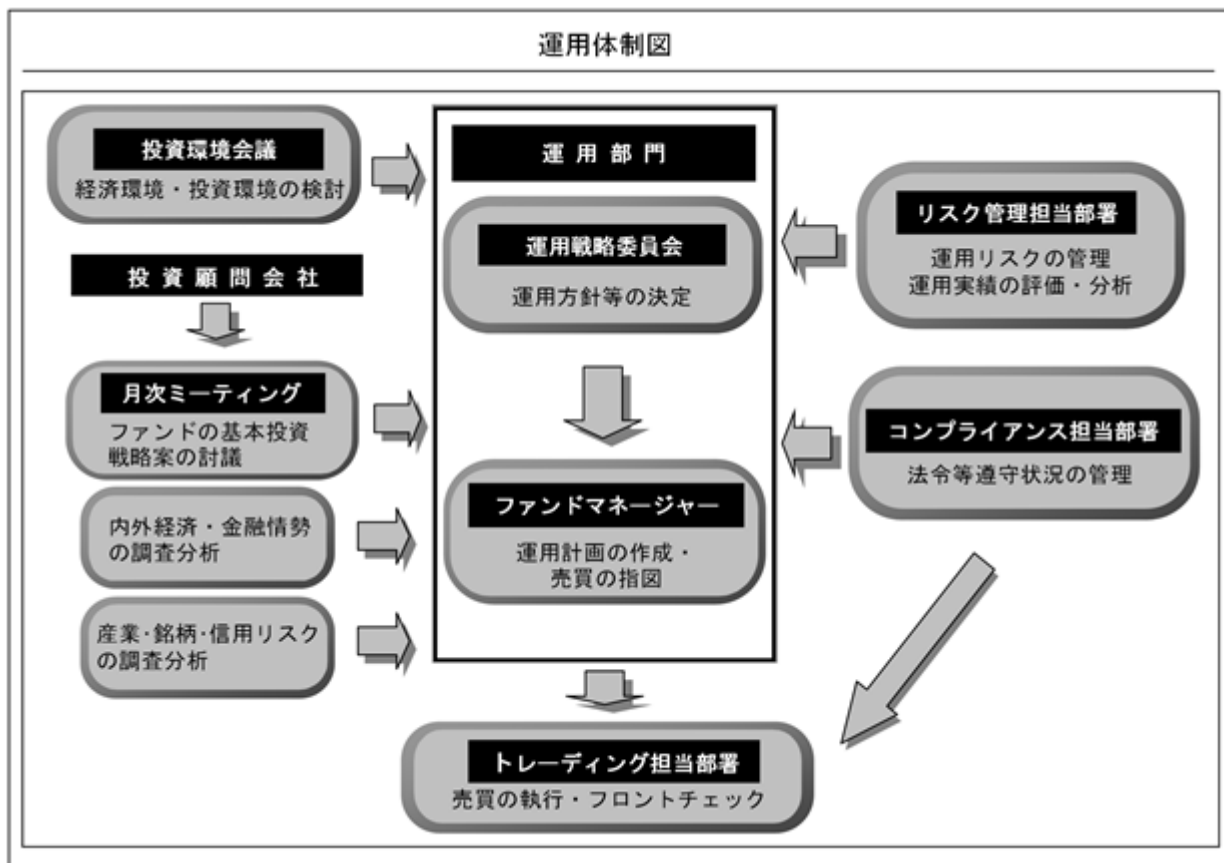 運用体制図
投資環境会議
経済環境・投資環境の検討
投資顧問会社
月次ミーティング
ファンドの基本投資
戦略案の討議
内外経済・金融情勢
の調査分析
産業・銘柄・信用リスク
の調査分析
運用部門
運用戦略委員会
運用方針等の決定
ファンドマネージャー
運用計画の作成・
売買の指図
リスク管理担当部署
運用リスクの管理
運用実績の評価・分析
コンプライアンス担当部署
法令等遵守状況の管理
トレーディング担当部署
売買の執行・フロントチェック